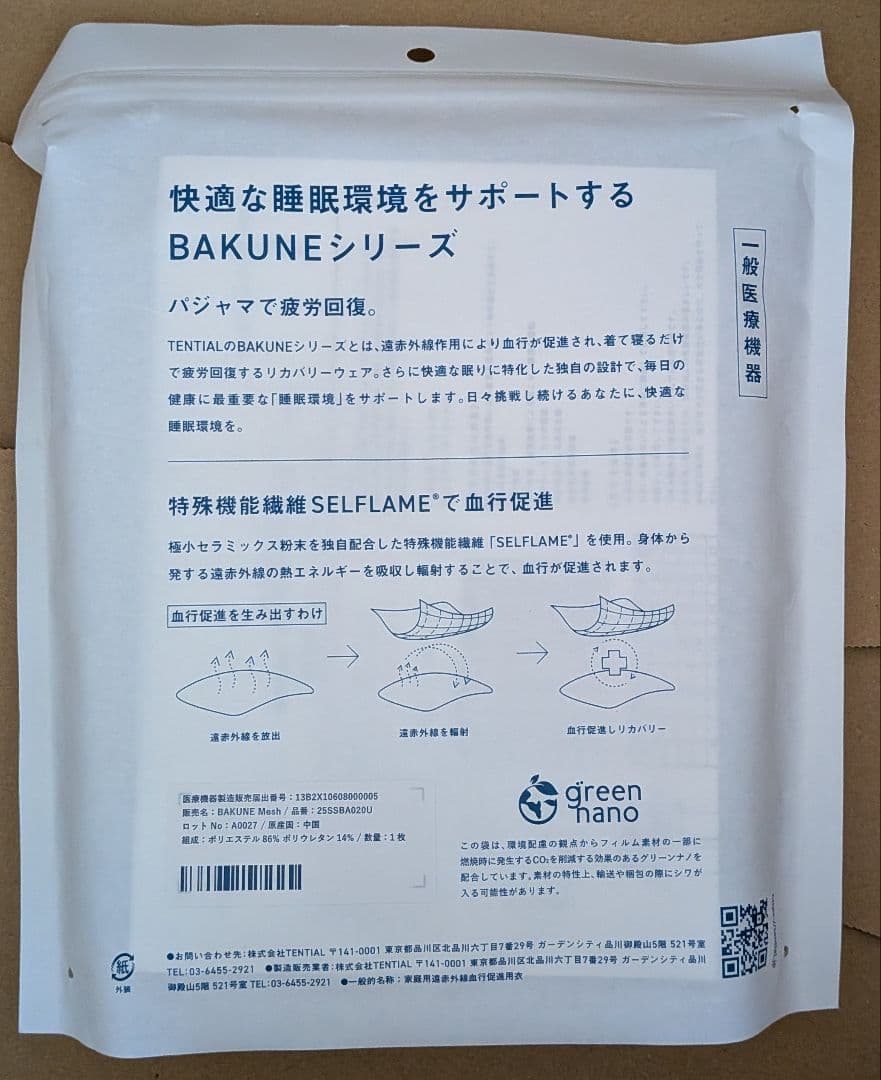 快適な睡眠環境をサポートする
BAKUNEシリーズ
一般医療機器
パジャマで疲労回復。
TENTIALのBAKUNEシリーズとは、遠赤外線作用により血行が促進され、着て寝るだけ
で疲労回復するリカバリーウェア。さらに快適な眠りに特化した独自の設計で、毎日の
健康に最重要な「睡眠環境」をサポートします。日々挑戦し続けるあなたに、快適な
睡眠環境を。
特殊機能繊維 SELFLAME®で血行促進
極小セラミックス粉末を独自配合した特殊機能繊維「SELFLAME®」を使用。身体から
発する遠赤外線の熱エネルギーを吸収し輻射することで、血行が促進されます。
血行促進を生み出すわけ
遠赤外線を放出
遠赤外線を輻射
血行促進しリカバリー
医療機器製造販売届出番号：13B2X10608000005
販売名：BAKUNE Mesh / 品番：25SSBA020U
ロット No：A0027 / 原産国：中国
組成：ポリエステル 86% ポリウレタン 14% / 数量：1 枚
green
nano
この袋は、環境配慮の観点からフィルム素材の一部に
燃焼時に発生するCO₂を削減する効果のあるグリーンナノを
配合しています。素材の特性上、輸送や梱包の際にシワが
入る可能性があります。
紙
外装
●お問い合わせ先：株式会社TENTIAL 〒141-0001 東京都品川区北品川六丁目7番29号 ガーデンシティ品川御殿山5階 521号室
TEL：03-6455-2921 ●製造販売業者：株式会社TENTIAL 〒141-0001 東京都品川区北品川六丁目7番29号 ガーデンシティ品川
御殿山5階 521号室 TEL：03-6455-2921 ●一般的名称：家庭用遠赤外線血行促進用衣